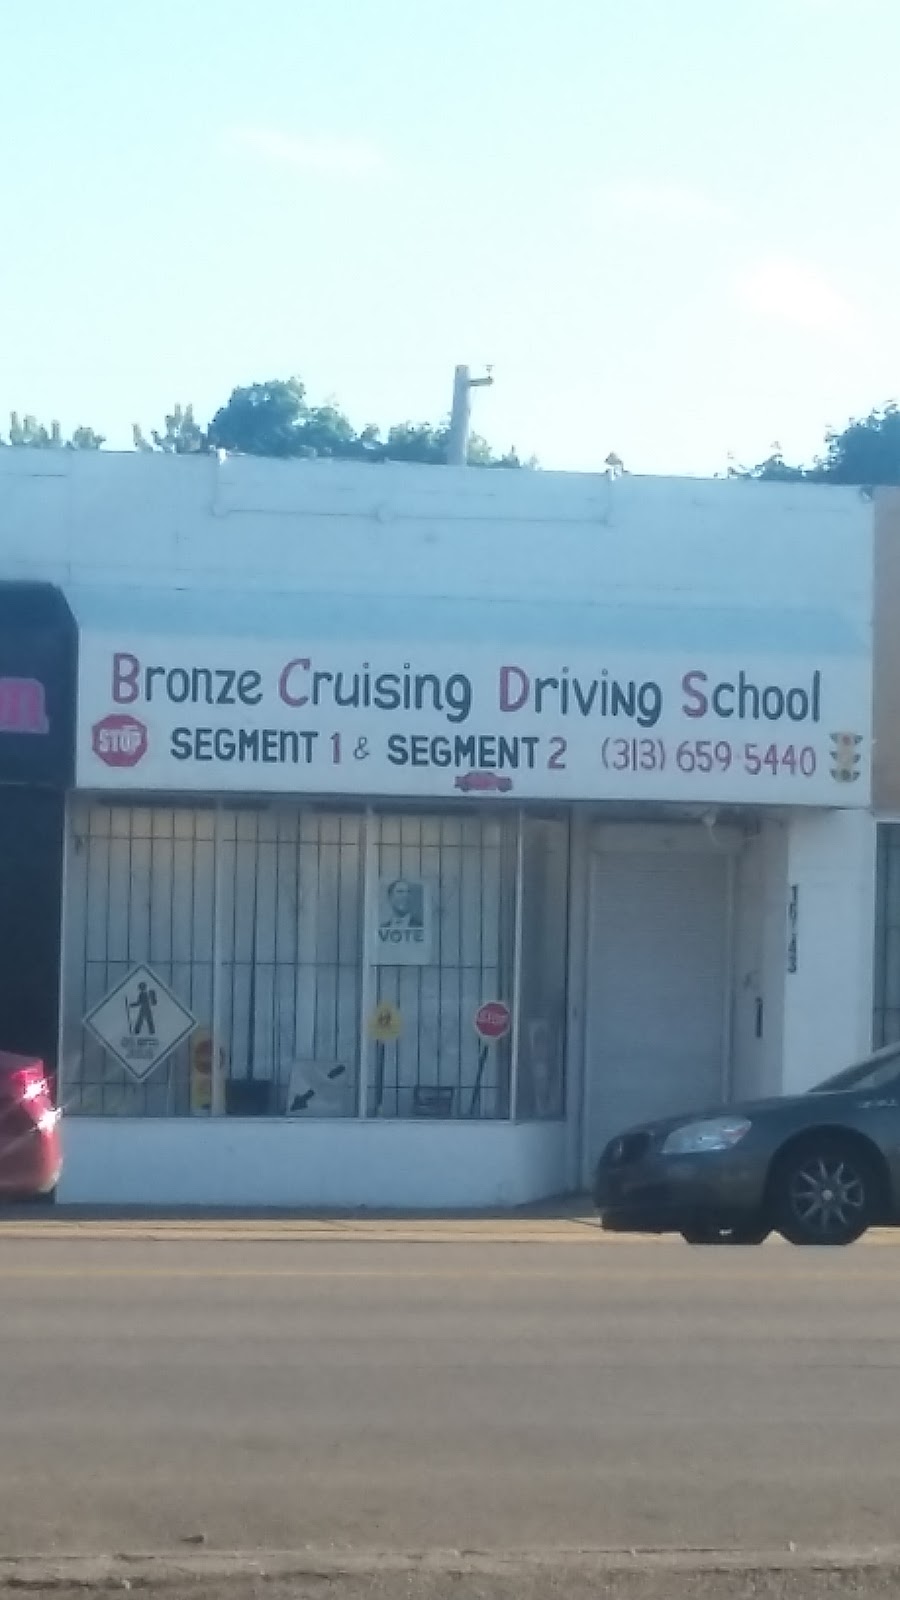 Bronze Cruising Driving School
STOP SEGMENT 1 & SEGMENT 2 (313) 659-5440
VOTE
STOP